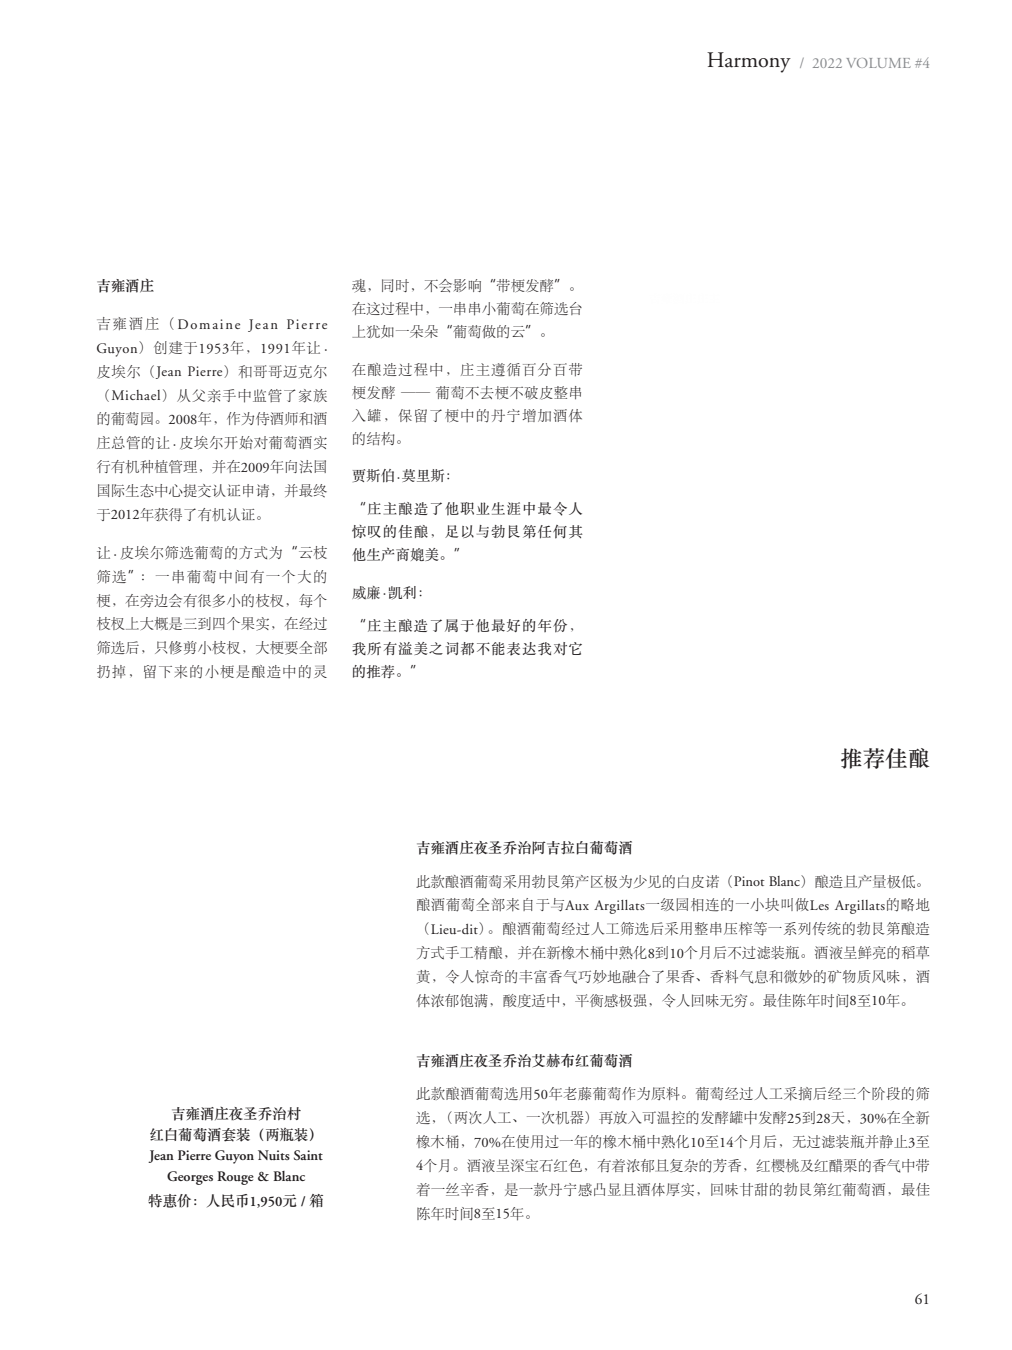 Harmony / 2022 VOLUME #4
吉雍酒庄
吉雍酒庄（Domaine Jean Pierre
Guyon）创建于1953年，1991年让·
皮埃尔（Jean Pierre）和哥哥迈克尔
（Michael）从父亲手中监管了家族
的葡萄园。2008年，作为侍酒师和酒
庄总管的让·皮埃尔开始对葡萄酒实
行有机种植管理，并在2009年向法国
国际生态中心提交认证申请，并最终
于2012年获得了有机认证。
让·皮埃尔筛选葡萄的方式为“云枝
筛选”：一串葡萄中间有一个大的
梗，在旁边会有很多小的枝杈，每个
枝杈上大概是三到四个果实，在经过
筛选后，只修剪小枝杈，大梗要全部
扔掉，留下来的小梗是酿造中的灵
魂，同时，不会影响“带梗发酵”。
在这过程中，一串串小葡萄在筛选台
上犹如一朵朵“葡萄做的云”。
在酿造过程中，庄主遵循百分百带
梗发酵 —— 葡萄不去梗不破皮整串
入罐，保留了梗中的丹宁增加酒体
的结构。
贾斯伯·莫里斯：
“庄主酿造了他职业生涯中最令人
惊叹的佳酿，足以与勃艮第任何其
他生产商媲美。”
威廉·凯利：
“庄主酿造了属于他最好的年份，
我所有溢美之词都不能表达我对它
的推荐。”
推荐佳酿
吉雍酒庄夜圣乔治阿吉拉白葡萄酒
此款酿酒葡萄采用勃艮第产区极为少见的白皮诺（Pinot Blanc）酿造且产量极低。
酿酒葡萄全部来自于与Aux Argillats一级园相连的一小块叫做Les Argillats的略地
（Lieu-dit）。酿酒葡萄经过人工筛选后采用整串压榨等一系列传统的勃艮第酿造
方式手工精酿，并在新橡木桶中熟化8到10个月后不过滤装瓶。酒液呈鲜亮的稻草
黄，令人惊奇的丰富香气巧妙地融合了果香、香料气息和微妙的矿物质风味，酒
体浓郁饱满，酸度适中，平衡感极强，令人回味无穷。最佳陈年时间8至10年。
吉雍酒庄夜圣乔治艾赫布红葡萄酒
此款酿酒葡萄选用50年老藤葡萄作为原料。葡萄经过人工采摘后经三个阶段的筛
选，（两次人工、一次机器）再放入可温控的发酵罐中发酵25到28天，30%在全新
橡木桶，70%在使用过一年的橡木桶中熟化10至14个月后，无过滤装瓶并静止3至
4个月。酒液呈深宝石红色，有着浓郁且复杂的芳香，红樱桃及红醋栗的香气中带
着一丝辛香，是一款丹宁感凸显且酒体厚实，回味甘甜的勃艮第红葡萄酒，最佳
陈年时间8至15年。
吉雍酒庄夜圣乔治村
红白葡萄酒套装（两瓶装）
Jean Pierre Guyon Nuits Saint
Georges Rouge & Blanc
特惠价：人民币1,950元 / 箱
61